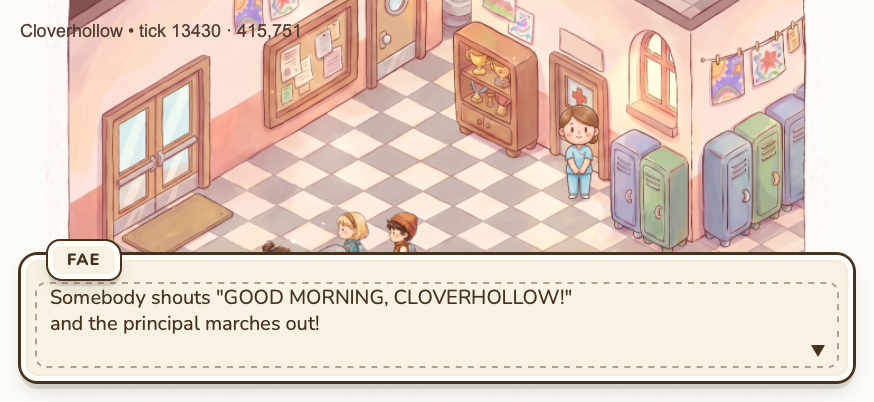 Cloverhollow • tick 13430 · 415,751
FAE
Somebody shouts "GOOD MORNING, CLOVERHOLLOW!"
and the principal marches out!